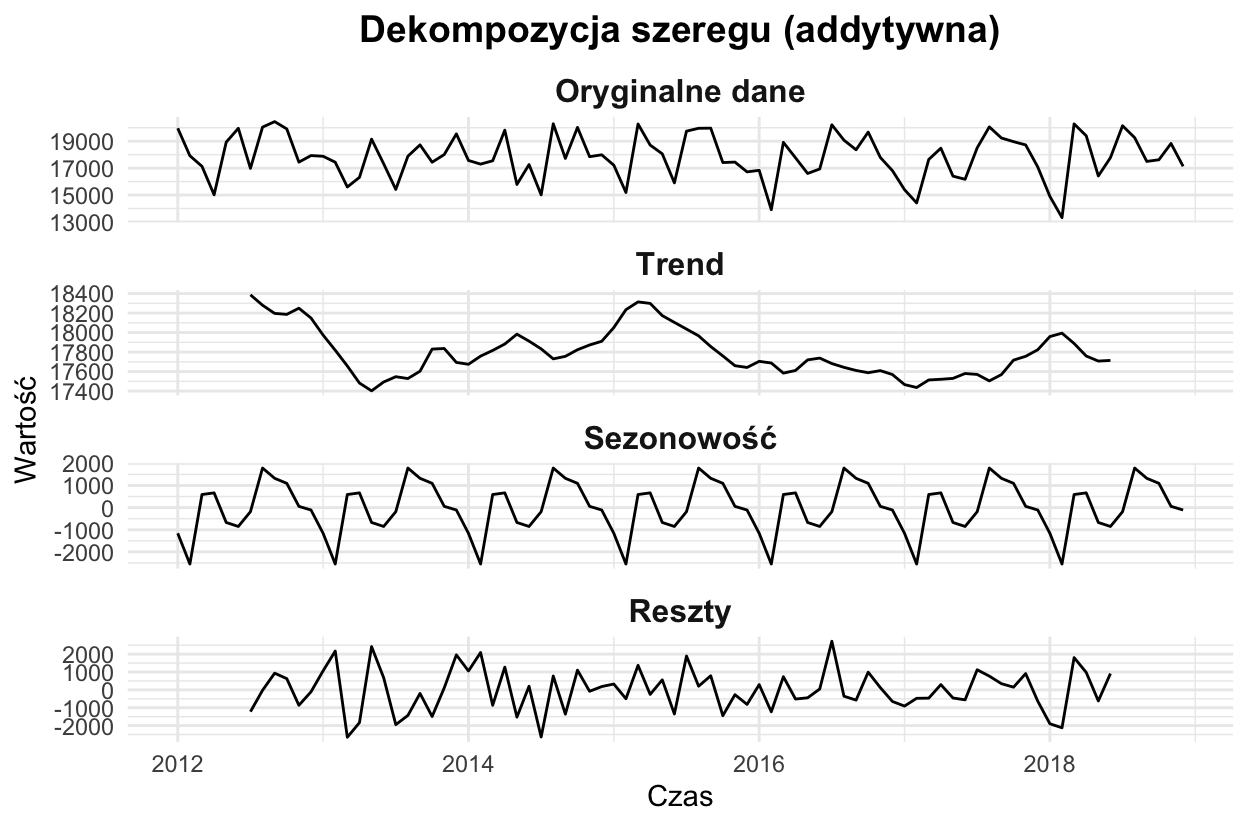 Dekompozycja szeregu (addytywna)
Oryginalne dane
19000
17000
15000
13000
Trend
18400
18200
18000
17800
17600
17400
Wartość
Sezonowość
2000
1000
0
-1000
-2000
Reszty
2000
1000
0
-1000
-2000
2012 2014 2016 2018
Czas